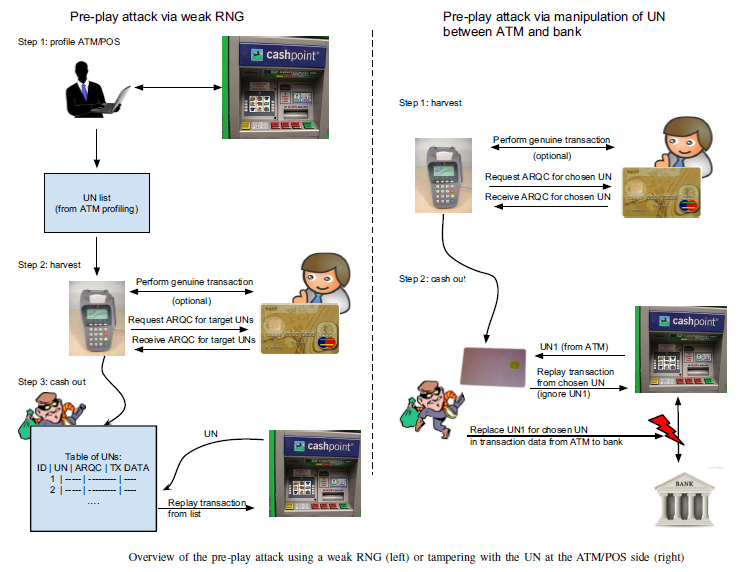 Pre-play attack via weak RNG
Step 1: profile ATM/POS
cashpoint
UN list
(from ATM profiling)
Step 2: harvest
Perform genuine transaction
(optional)
Request ARQC for target UNs
Receive ARQC for target UNs
Step 3: cash out
Table of UNs:
ID | UN | ARQC | TX DATA
1 | ----- | --------- | ----
2 | ----- | --------- | ----
....
UN
Replay transaction
from list
cashpoint
Pre-play attack via manipulation of UN
between ATM and bank
Step 1: harvest
Perform genuine transaction
(optional)
Request ARQC for chosen UN
Receive ARQC for chosen UN
Step 2: cash out
UN1 (from ATM)
Replay transaction
from chosen UN
(ignore UN1)
cashpoint
Replace UN1 for chosen UN
in transaction data from ATM to bank
BANK
Overview of the pre-play attack using a weak RNG (left) or tampering with the UN at the ATM/POS side (right)